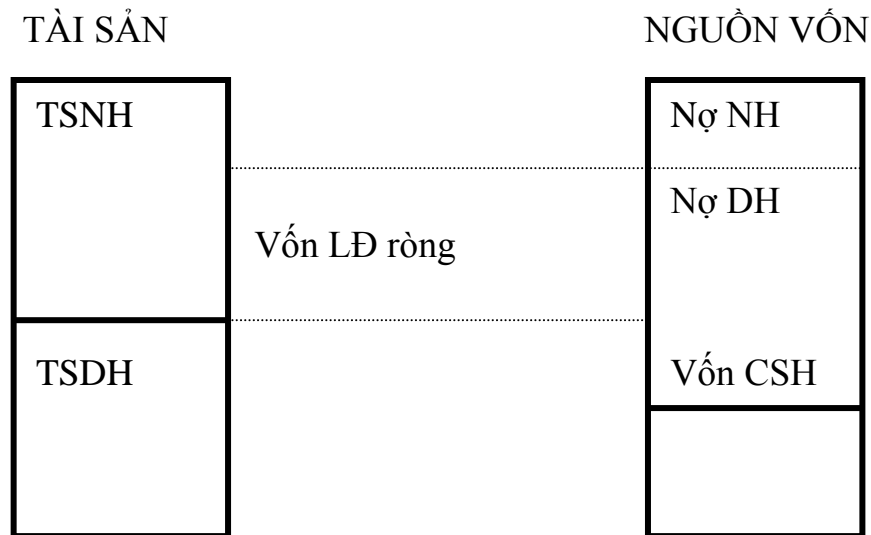 TÀI SẢN
NGUỒN VỐN
TSNH
Nợ NH
Nợ DH
Vốn LĐ ròng
TSDH
Vốn CSH